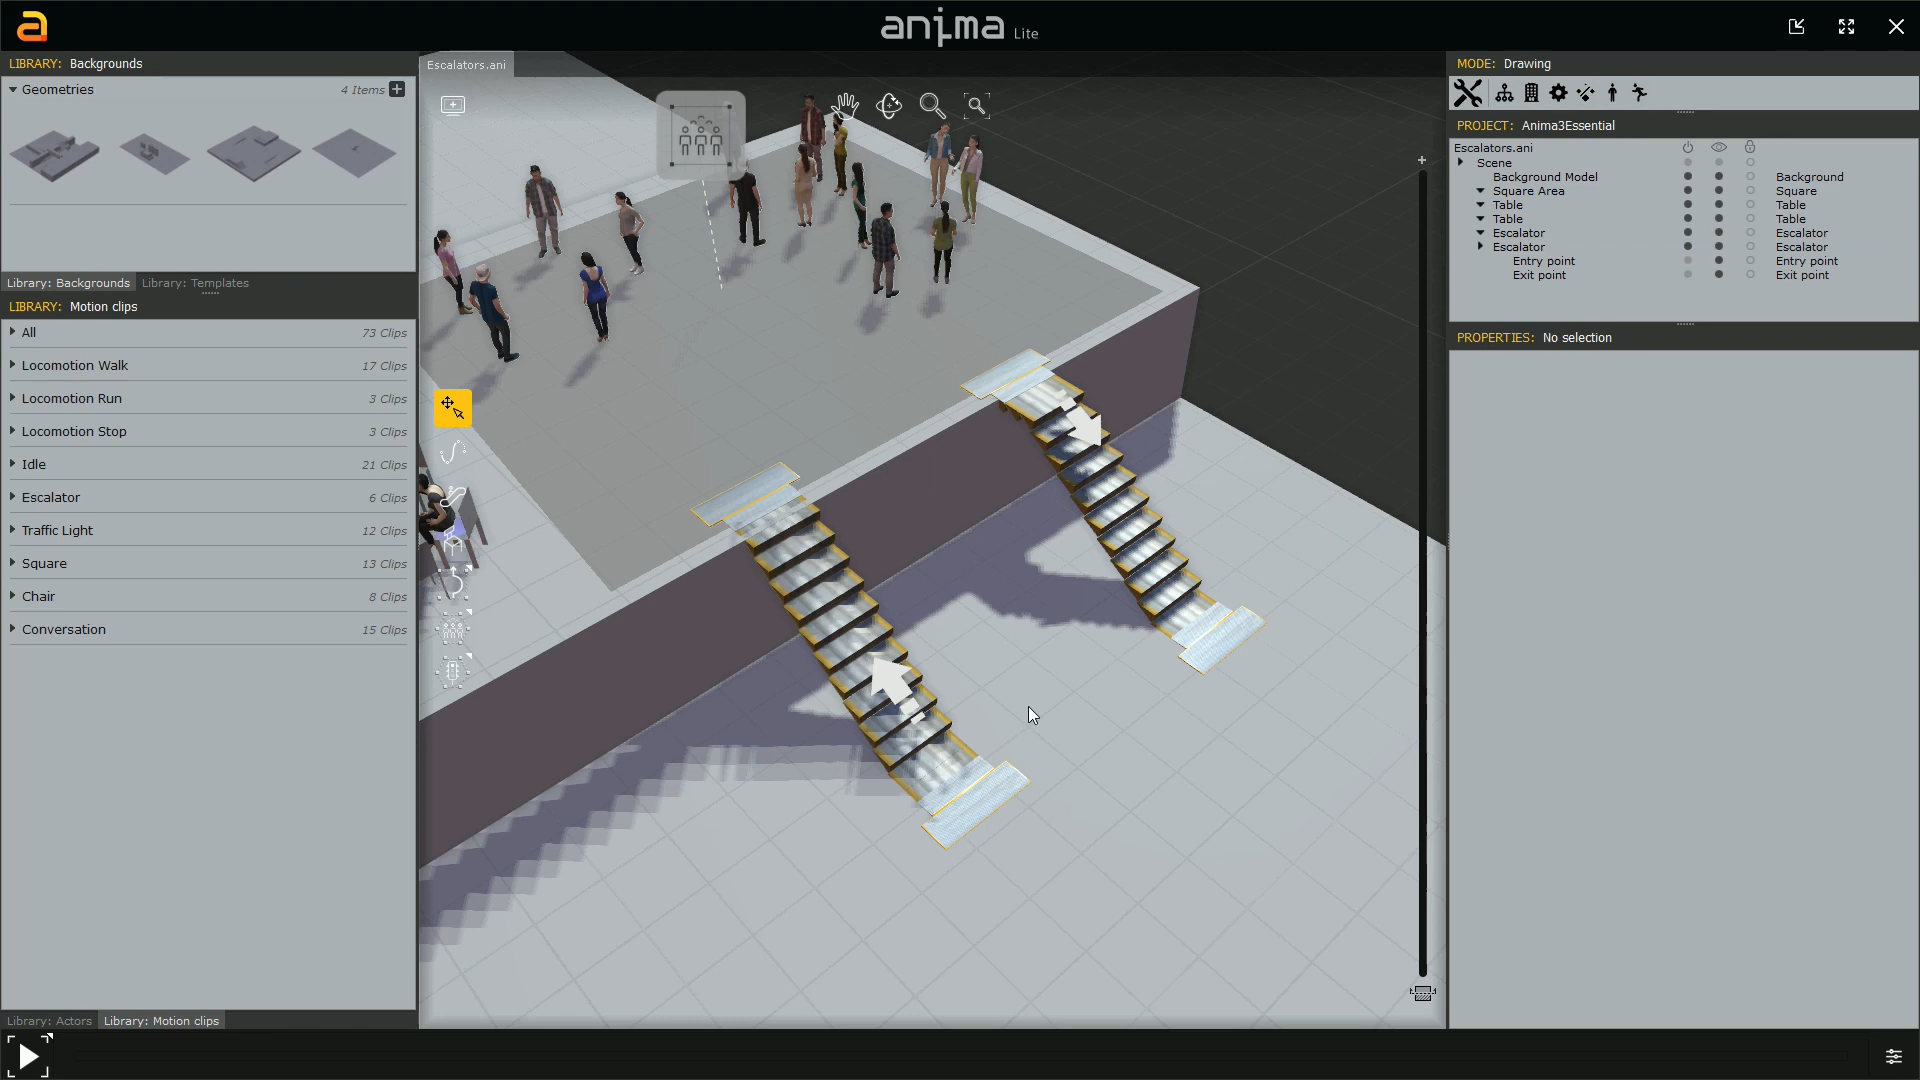 anima Lite
LIBRARY: Backgrounds
Geometries
4 Items
Library: Backgrounds
Library: Templates
LIBRARY: Motion clips
All 73 Clips
Locomotion Walk 17 Clips
Locomotion Run 3 Clips
Locomotion Stop 3 Clips
Idle 21 Clips
Escalator 6 Clips
Traffic Light 12 Clips
Square 13 Clips
Chair 8 Clips
Conversation 15 Clips
Library: Actors
Library: Motion clips
Escalators.ani
MODE: Drawing
PROJECT: Anima3Essential
Escalators.ani
Scene
Background Model Background
Square Area Square
Table Table
Table Table
Escalator Escalator
Escalator Escalator
Entry point Entry point
Exit point Exit point
PROPERTIES: No selection